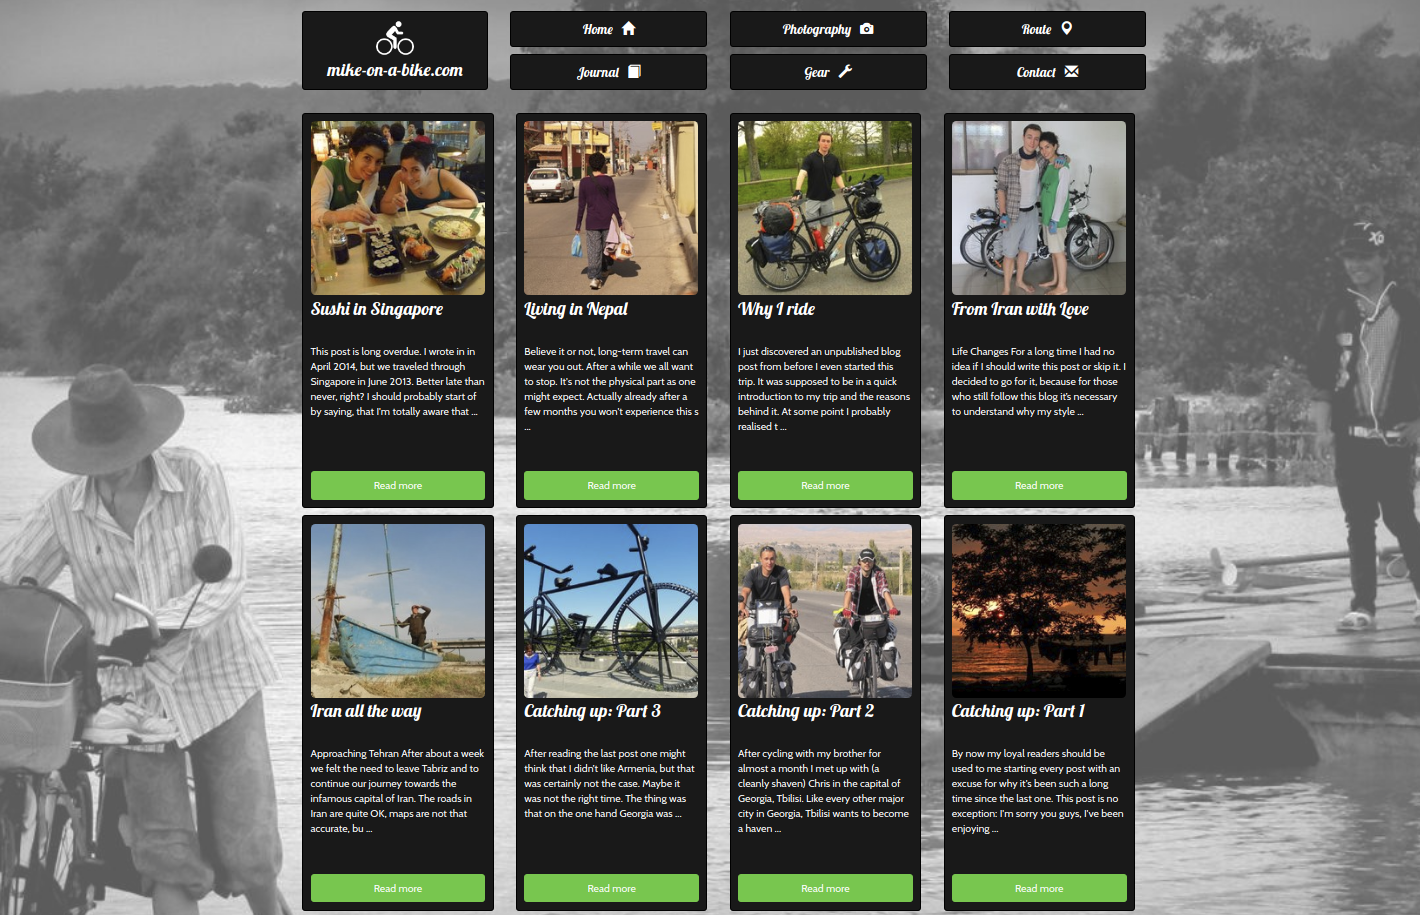 mike-on-a-bike.com
Home
Photography
Route
Journal
Gear
Contact
Sushi in Singapore
This post is long overdue. I wrote in in
April 2014, but we traveled through
Singapore in June 2013. Better late than
never, right? I should probably start of
by saying, that I'm totally aware that ...
Read more
Living in Nepal
Believe it or not, long-term travel can
wear you out. After a while we all want
to stop. It's not the physical part as one
might expect. Actually already after a
few months you won't experience this s
...
Read more
Why I ride
I just discovered an unpublished blog
post from before I even started this
trip. It was supposed to be in a quick
introduction to my trip and the reasons
behind it. At some point I probably
realised t ...
Read more
From Iran with Love
Life Changes For a long time I had no
idea if I should write this post or skip it. I
decided to go for it, because for those
who still follow this blog it's necessary
to understand why my style ...
Read more
Iran all the way
Approaching Tehran After about a week
we felt the need to leave Tabriz and to
continue our journey towards the
infamous capital of Iran. The roads in
Iran are quite OK, maps are not that
accurate, bu ...
Read more
Catching up: Part 3
After reading the last post one might
think that I didn't like Armenia, but that
was certainly not the case. Maybe it
was not the right time. The thing was
that on the one hand Georgia was ...
Read more
Catching up: Part 2
After cycling with my brother for
almost a month I met up with (a
cleanly shaven) Chris in the capital of
Georgia, Tbilisi. Like every other major
city in Georgia, Tbilisi wants to become
a haven ...
Read more
Catching up: Part 1
By now my loyal readers should be
used to me starting every post with an
excuse for why it's been such a long
time since the last one. This post is no
exception: I'm sorry you guys, I've been
enjoying ...
Read more